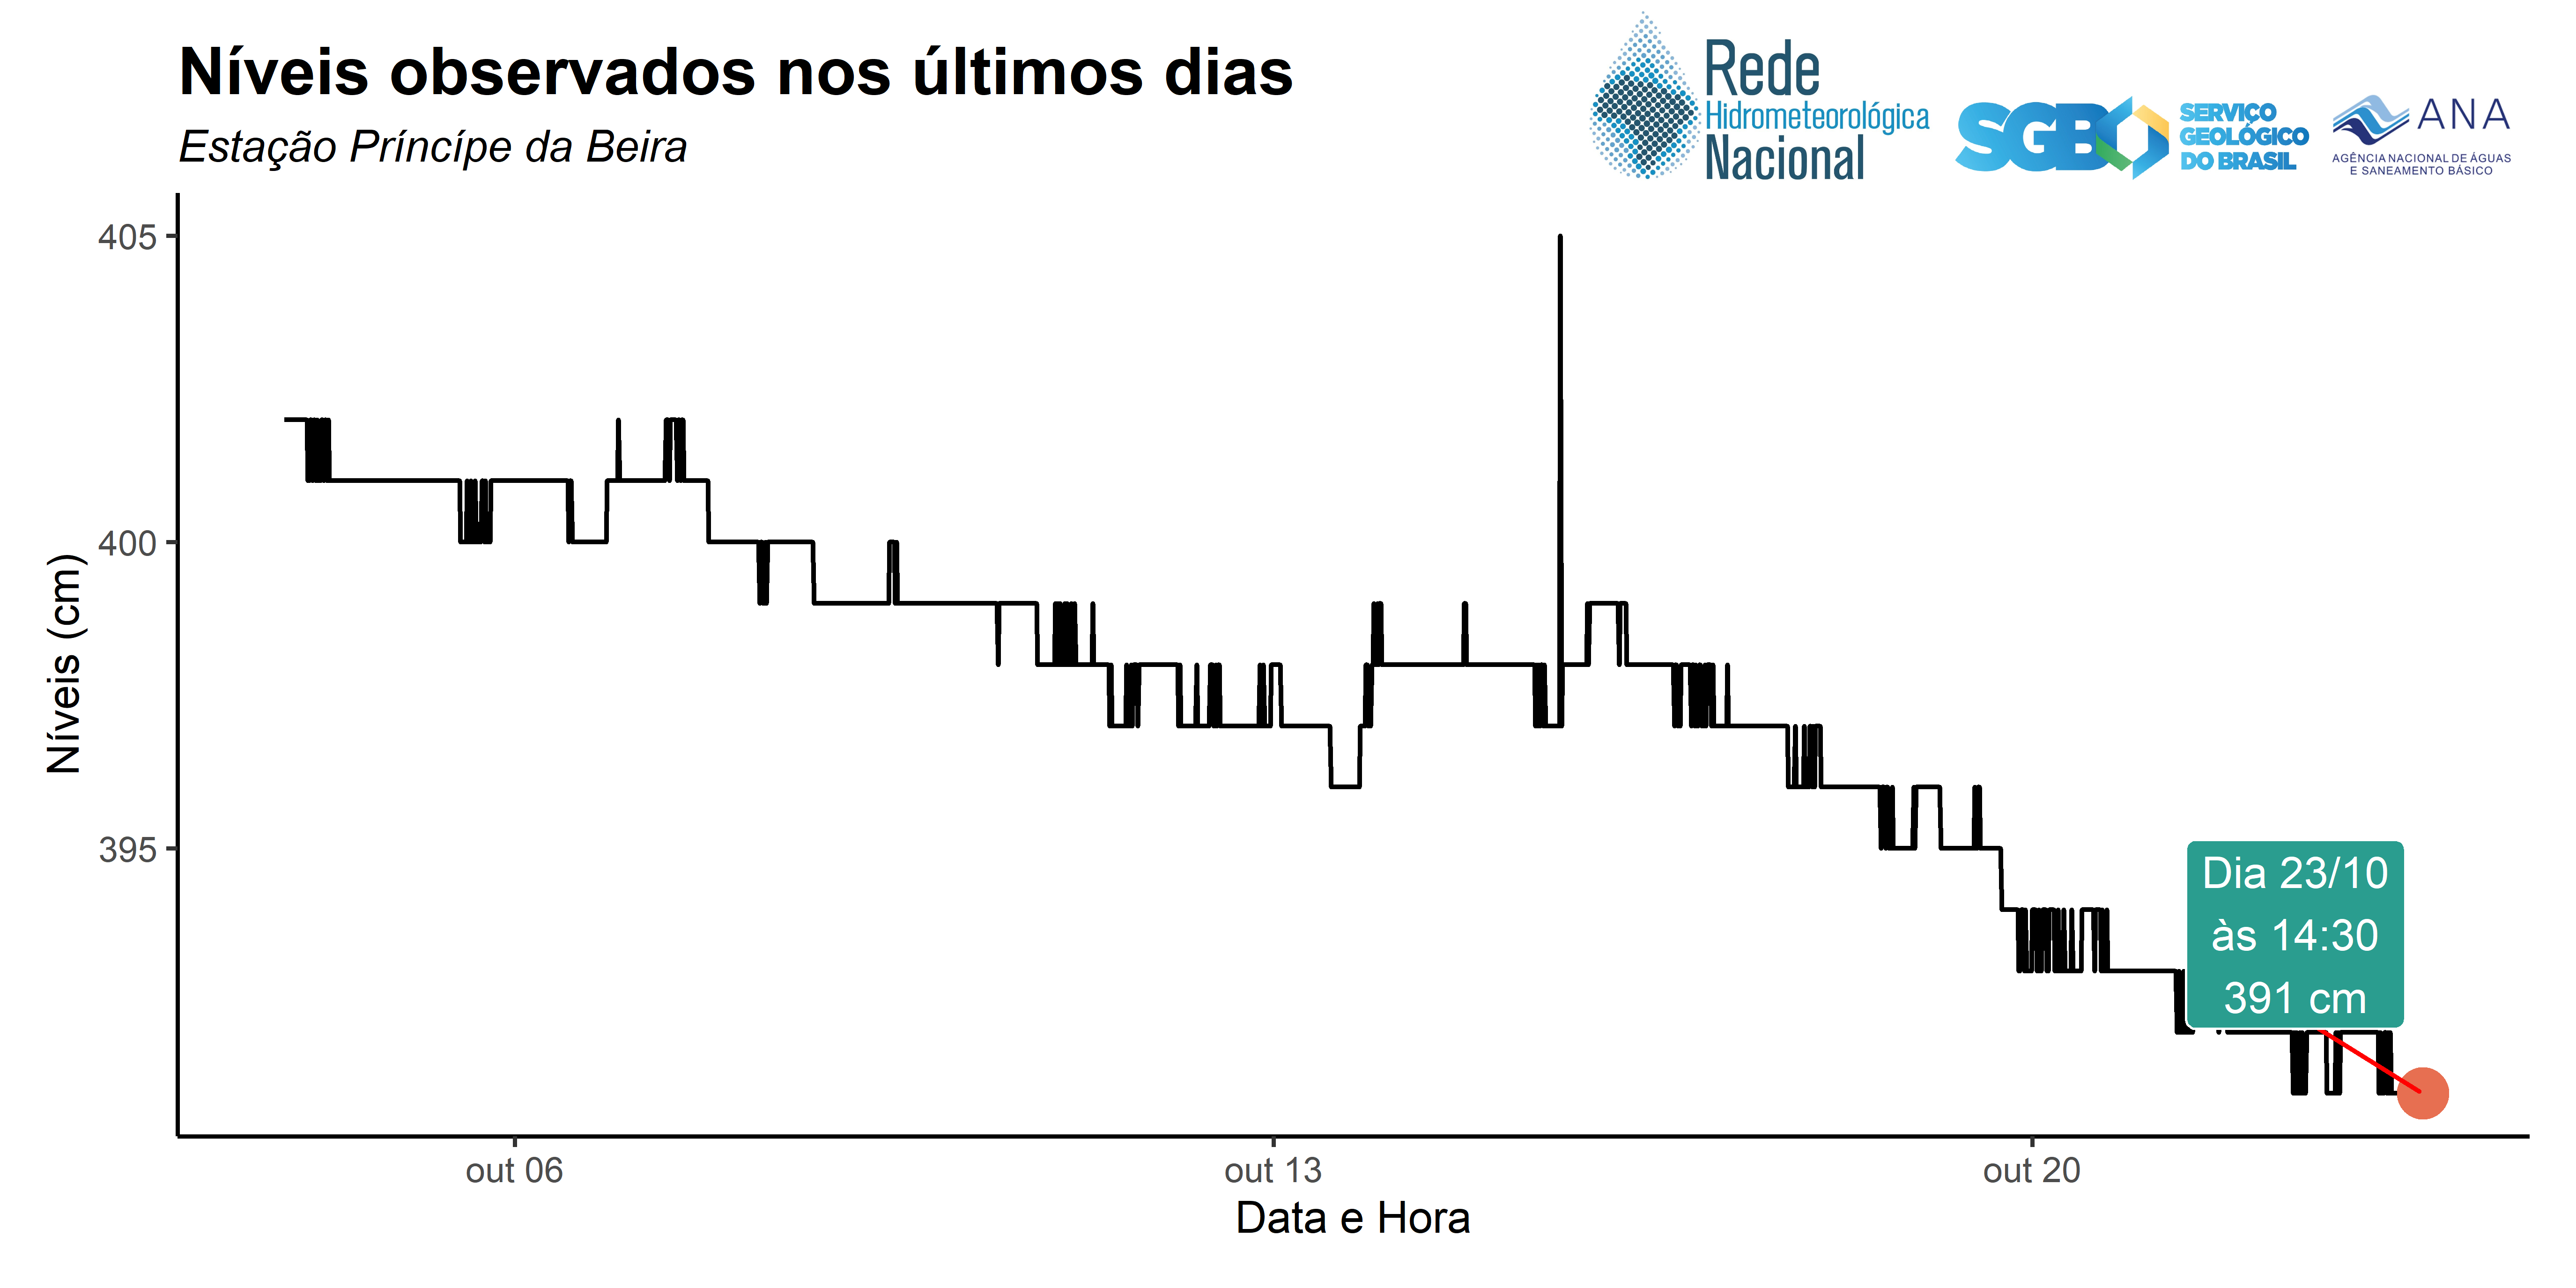 Níveis observados nos últimos dias
Estação Príncípe da Beira
Rede
Hidrometeorológica
Nacional
SGB
SERVIÇO
GEOLÓGICO
DO BRASIL
ANA
AGÊNCIA NACIONAL DE ÁGUAS
E SANEAMENTO BÁSICO
405
400
395
Níveis (cm)
Dia 23/10
às 14:30
391 cm
out 06
out 13
out 20
Data e Hora